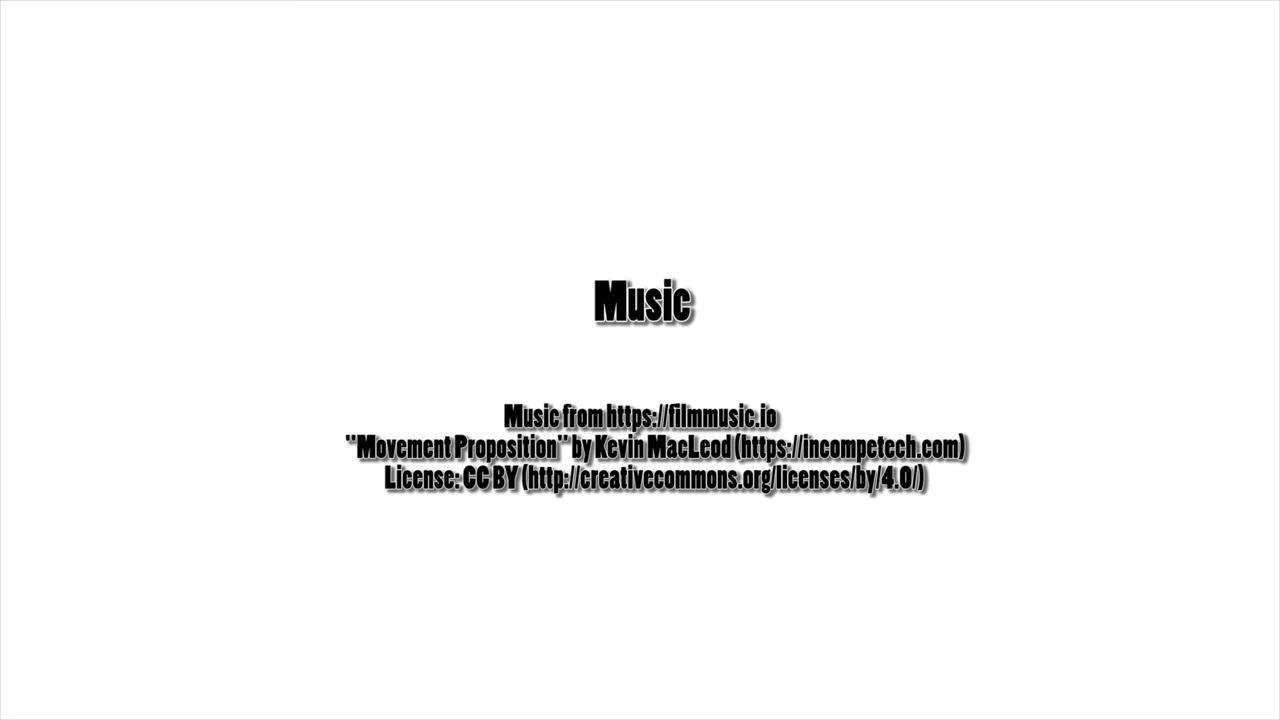 Music
Music from https://filmmusic.io
"Movement Proposition" by Kevin MacLeod (https://incompetech.com)
License: CC BY (http://creativecommons.org/licenses/by/4.0/)